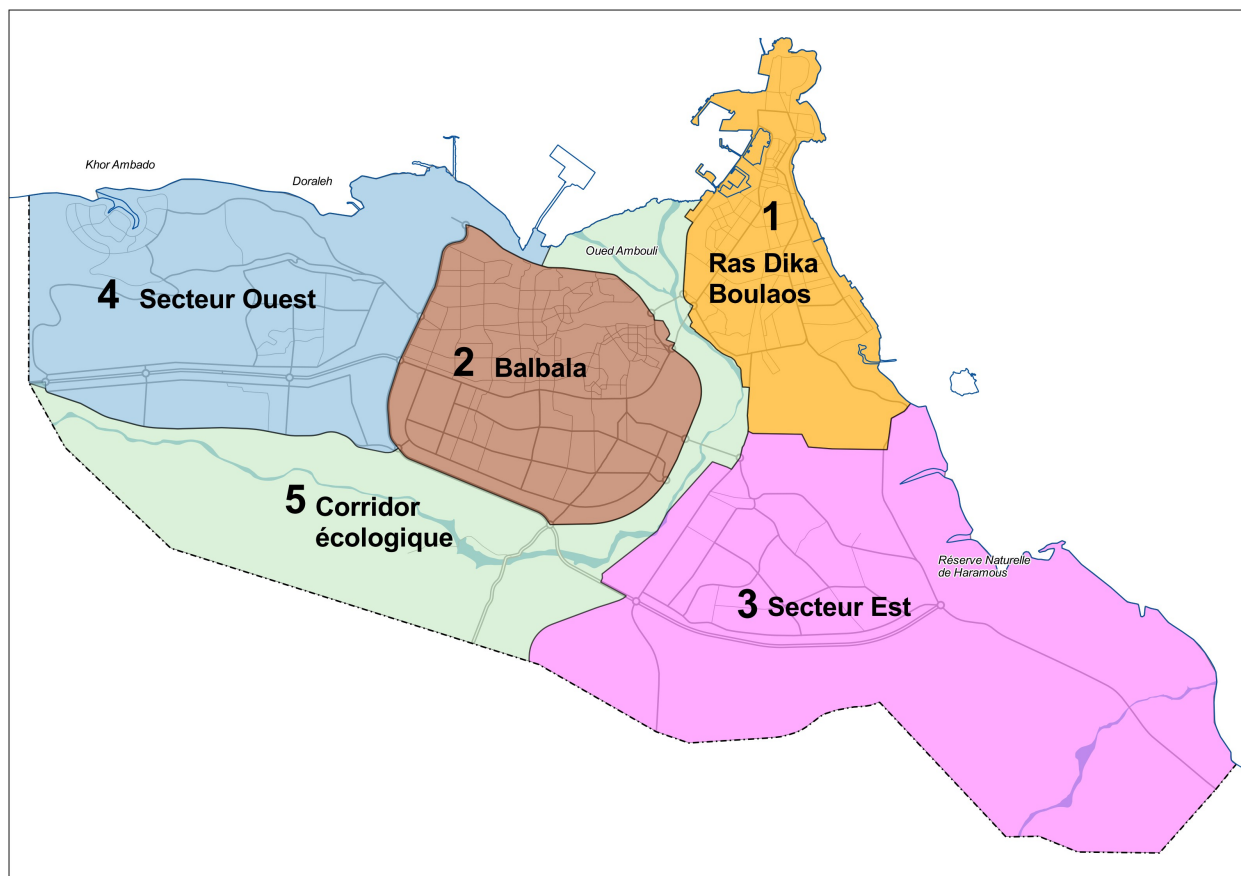 Khor Ambado
Doraleh
Oued Ambouli
1
Ras Dika
Boulaos
4 Secteur Ouest
2 Balbala
5 Corridor
écologique
Réserve Naturelle
de Haramous
3 Secteur Est